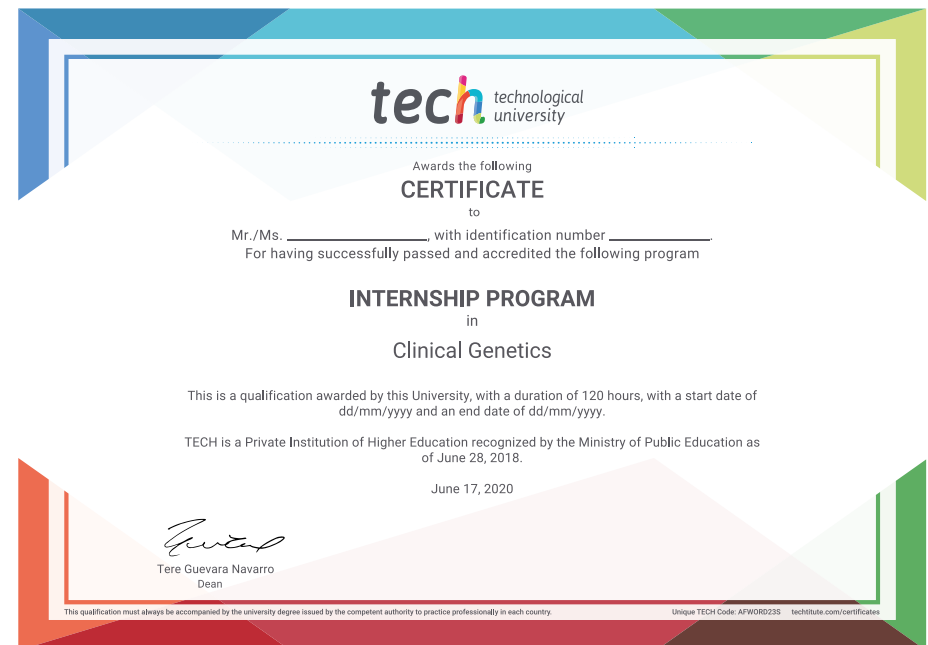 tech technological
university
Awards the following
CERTIFICATE
to
Mr./Ms. ____________, with identification number ____________.
For having successfully passed and accredited the following program
INTERNSHIP PROGRAM
in
Clinical Genetics
This is a qualification awarded by this University, with a duration of 120 hours, with a start date of
dd/mm/yyyy and an end date of dd/mm/yyyy.
TECH is a Private Institution of Higher Education recognized by the Ministry of Public Education as
of June 28, 2018.
June 17, 2020
Tere Guevara Navarro
Dean
This qualification must always be accompanied by the university degree issued by the competent authority to practice professionally in each country.
Unique TECH Code: AFWORD23S techtitute.com/certificates